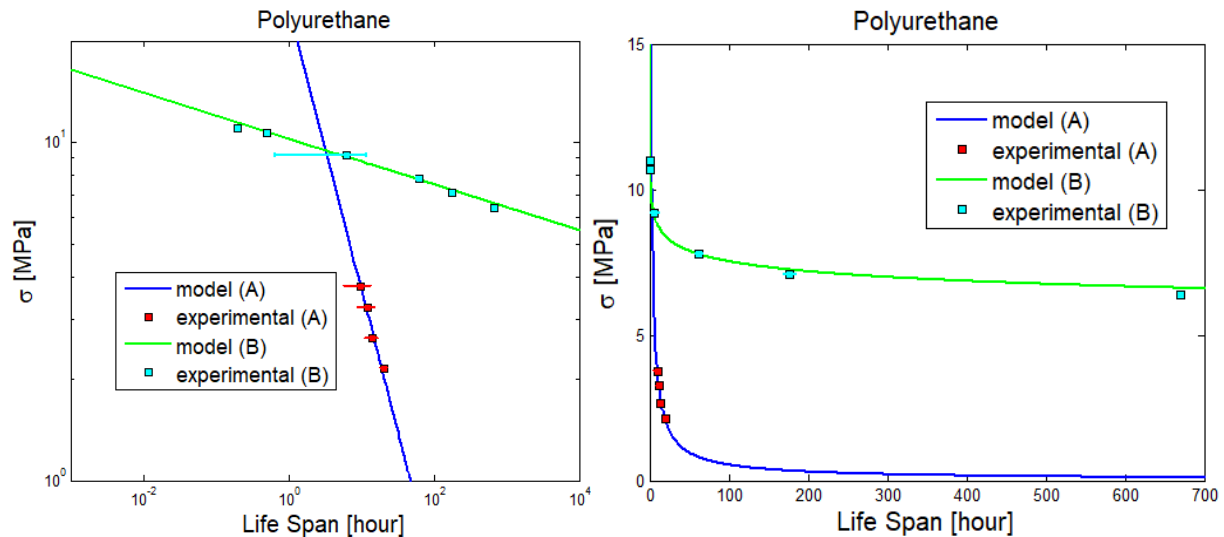 Polyurethane
10^1
σ [MPa]
model (A)
experimental (A)
model (B)
experimental (B)
10^0
10^-2
10^0
10^2
10^4
Life Span [hour]
Polyurethane
15
10
σ [MPa]
5
0
model (A)
experimental (A)
model (B)
experimental (B)
0 100 200 300 400 500 600 700
Life Span [hour]